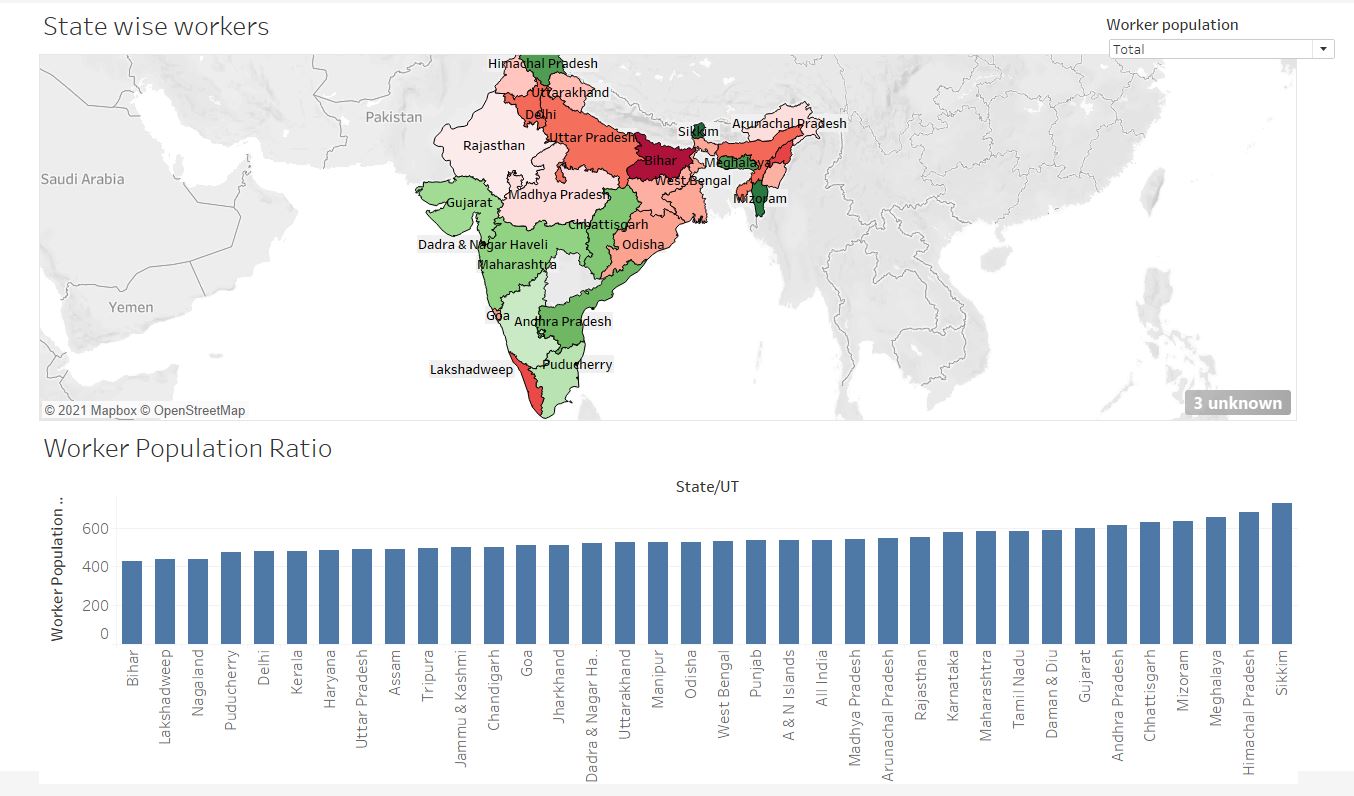 State wise workers
Worker population
Total
Himachal Pradesh
Uttarakhand
Pakistan
Delhi
Sikkim
Arunachal Pradesh
Uttar Pradesh
Rajasthan
Bihar
Meghalaya
Saudi Arabia
West Bengal
Madhya Pradesh
Mizoram
Gujarat
Chhattisgarh
Dadra & Nagar Haveli
Odisha
Maharashtra
Yemen
Goa
Andhra Pradesh
Puducherry
Lakshadweep
3 unknown
© 2021 Mapbox © OpenStreetMap
Worker Population Ratio
State/UT
Worker Population ..
600
400
200
0
Bihar
Lakshadweep
Nagaland
Puducherry
Delhi
Kerala
Haryana
Uttar Pradesh
Assam
Tripura
Jammu & Kashmi
Chandigarh
Goa
Jharkhand
Dadra & Nagar Ha..
Uttarakhand
Manipur
Odisha
West Bengal
Punjab
A & N Islands
All India
Madhya Pradesh
Arunachal Pradesh
Rajasthan
Karnataka
Maharashtra
Tamil Nadu
Daman & Diu
Gujarat
Andhra Pradesh
Chhattisgarh
Mizoram
Meghalaya
Himachal Pradesh
Sikkim